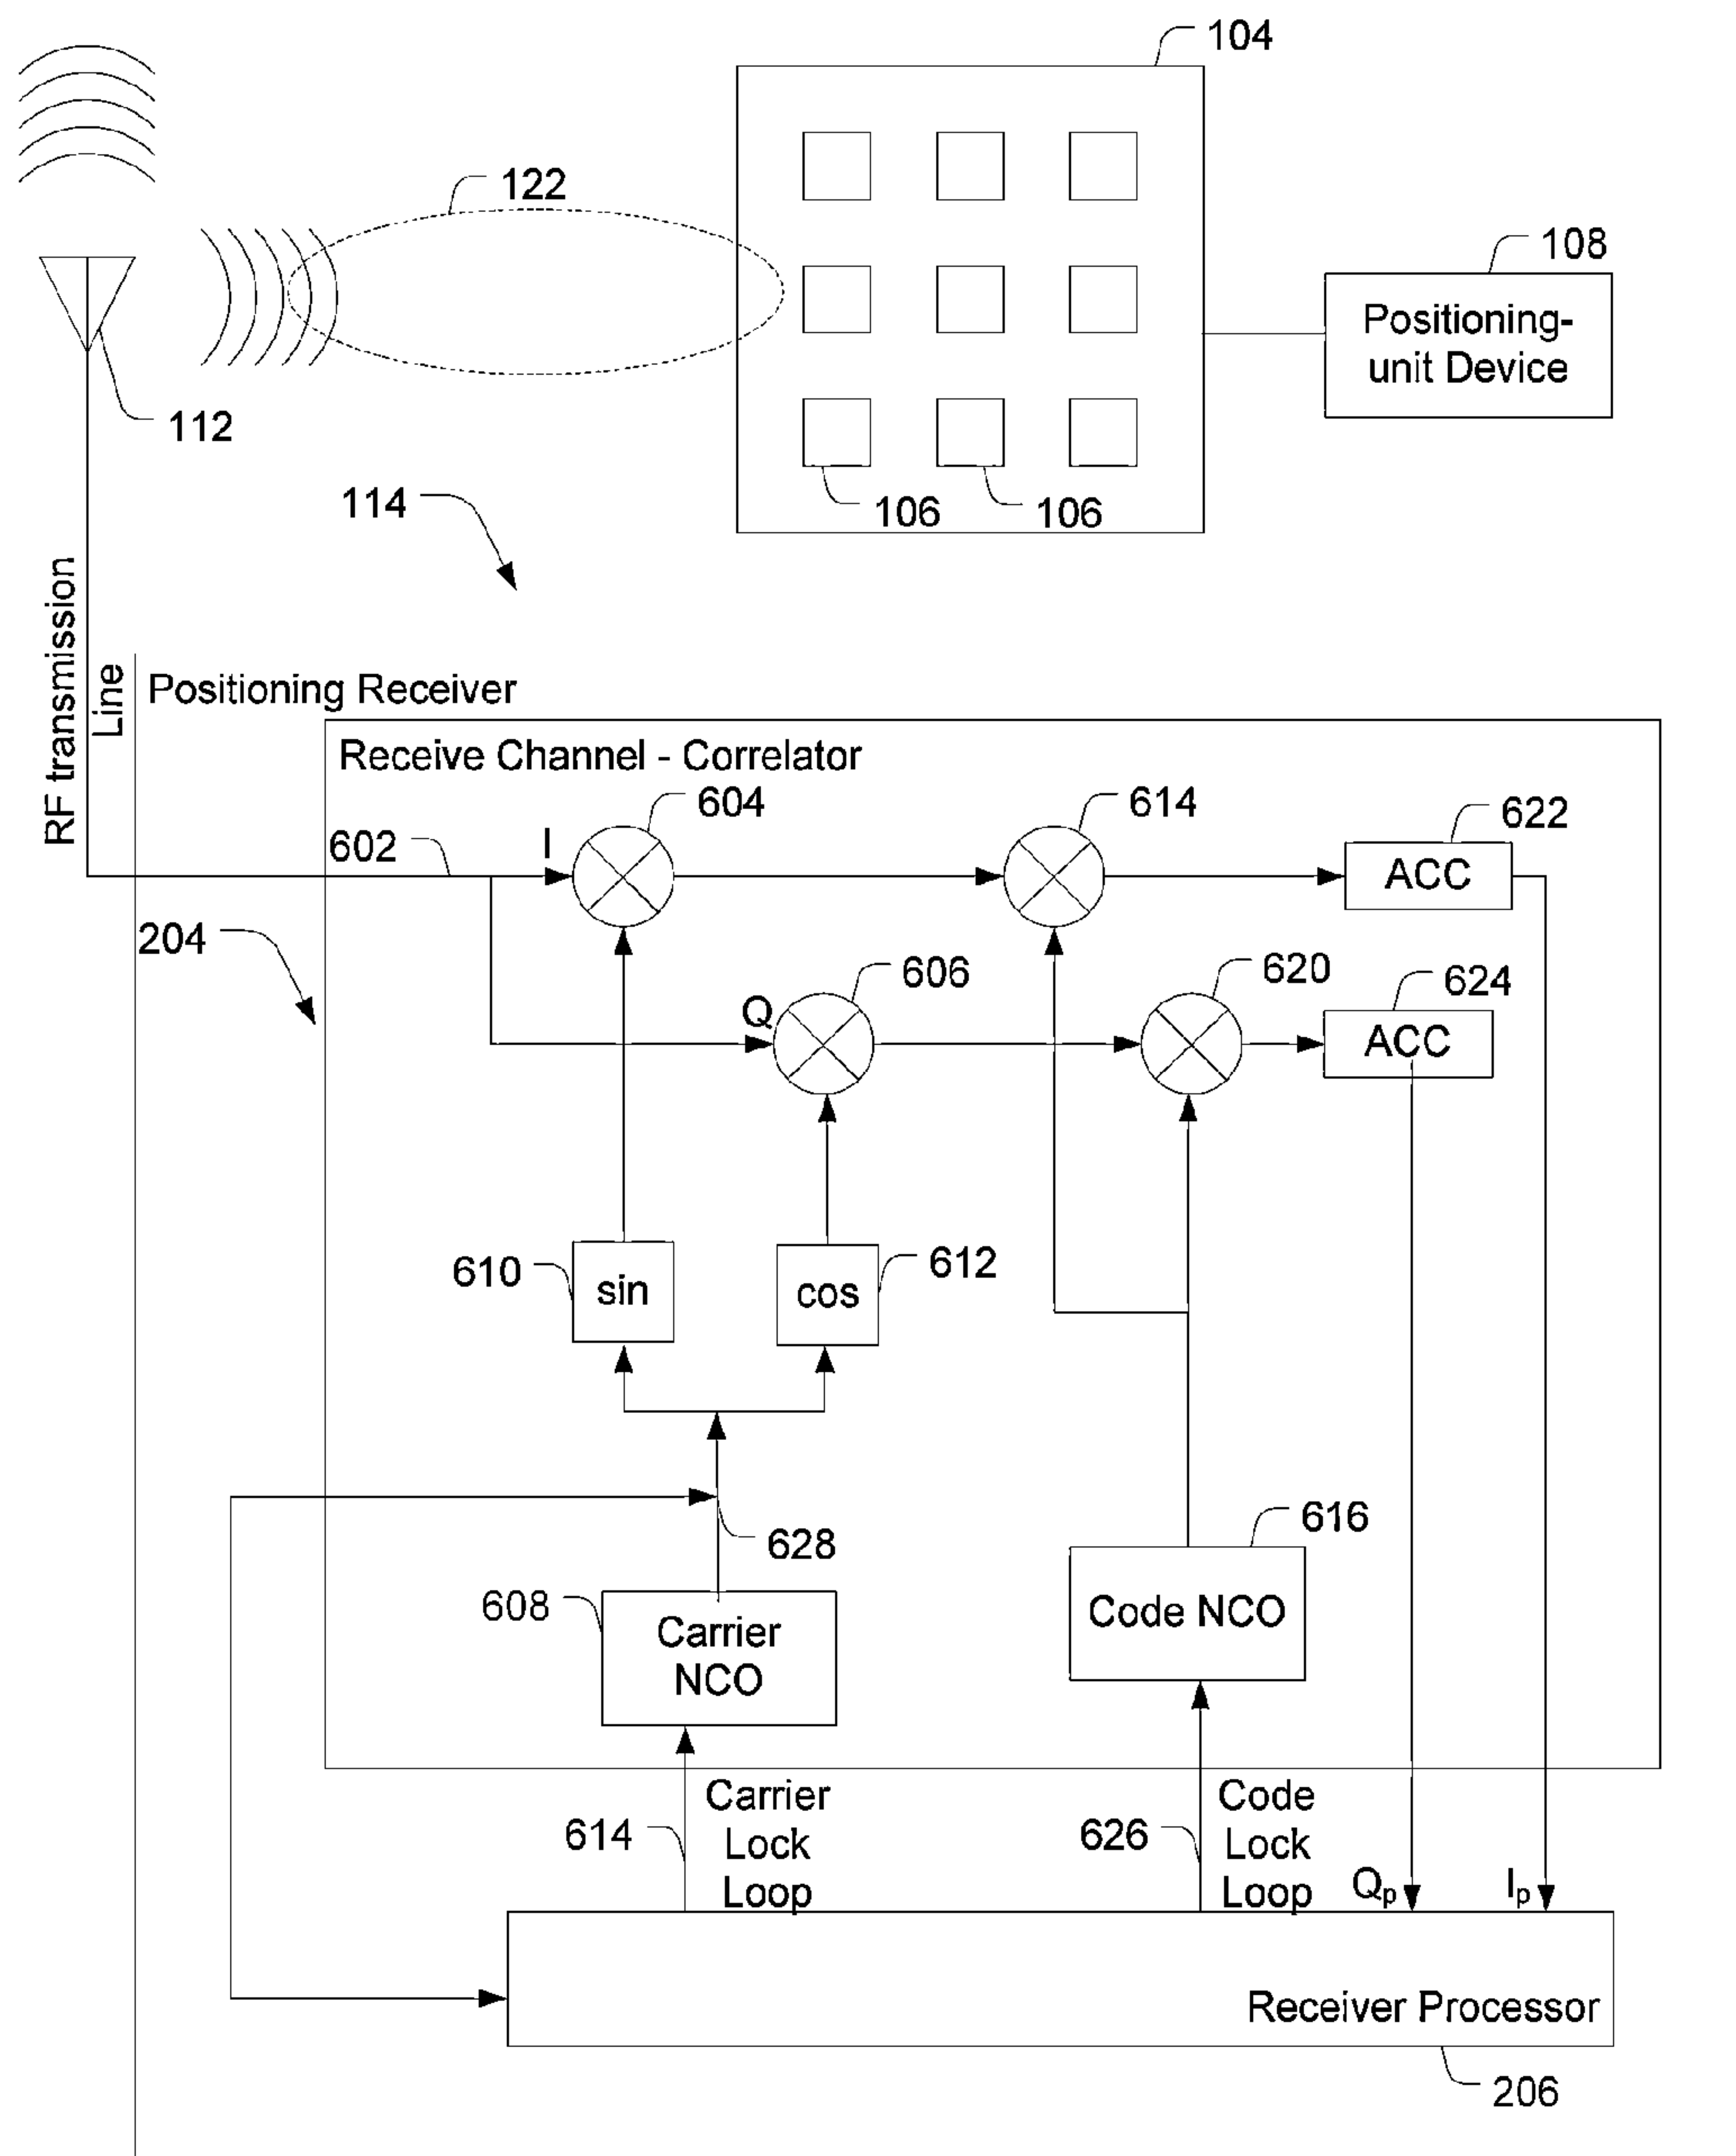 104
122
108
Positioning-
unit Device
112
106
106
114
RF transmission
Line
Positioning Receiver
Receive Channel - Correlator
604
614
622
602
I
ACC
204
606
620
624
Q
ACC
610
sin
cos
612
628
616
608
Carrier
NCO
Code NCO
614
Carrier
Lock
Loop
626
Code
Lock
Loop
Qp
Ip
Receiver Processor
206